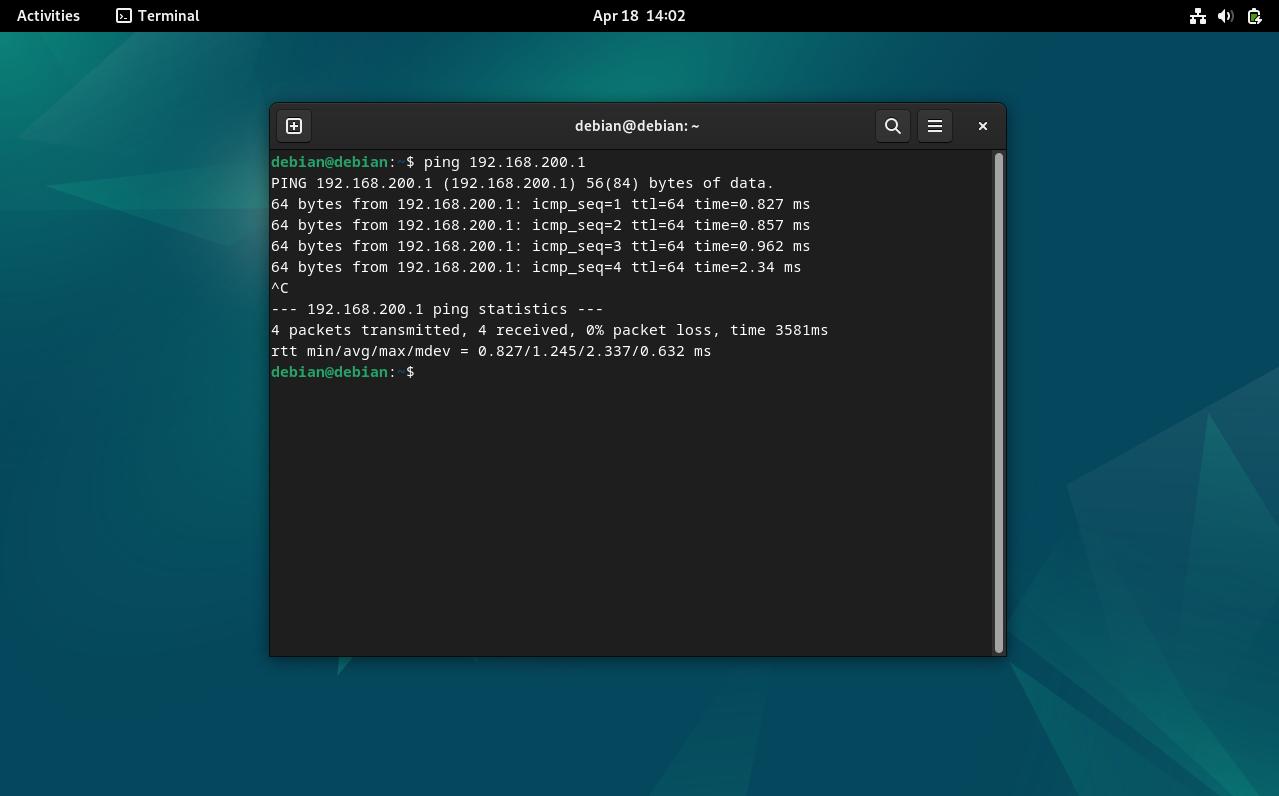 Activities Terminal Apr 18 14:02
debian@debian: ~
debian@debian:~$ ping 192.168.200.1
PING 192.168.200.1 (192.168.200.1) 56(84) bytes of data.
64 bytes from 192.168.200.1: icmp_seq=1 ttl=64 time=0.827 ms
64 bytes from 192.168.200.1: icmp_seq=2 ttl=64 time=0.857 ms
64 bytes from 192.168.200.1: icmp_seq=3 ttl=64 time=0.962 ms
64 bytes from 192.168.200.1: icmp_seq=4 ttl=64 time=2.34 ms
^C
--- 192.168.200.1 ping statistics ---
4 packets transmitted, 4 received, 0% packet loss, time 3581ms
rtt min/avg/max/mdev = 0.827/1.245/2.337/0.632 ms
debian@debian:~$